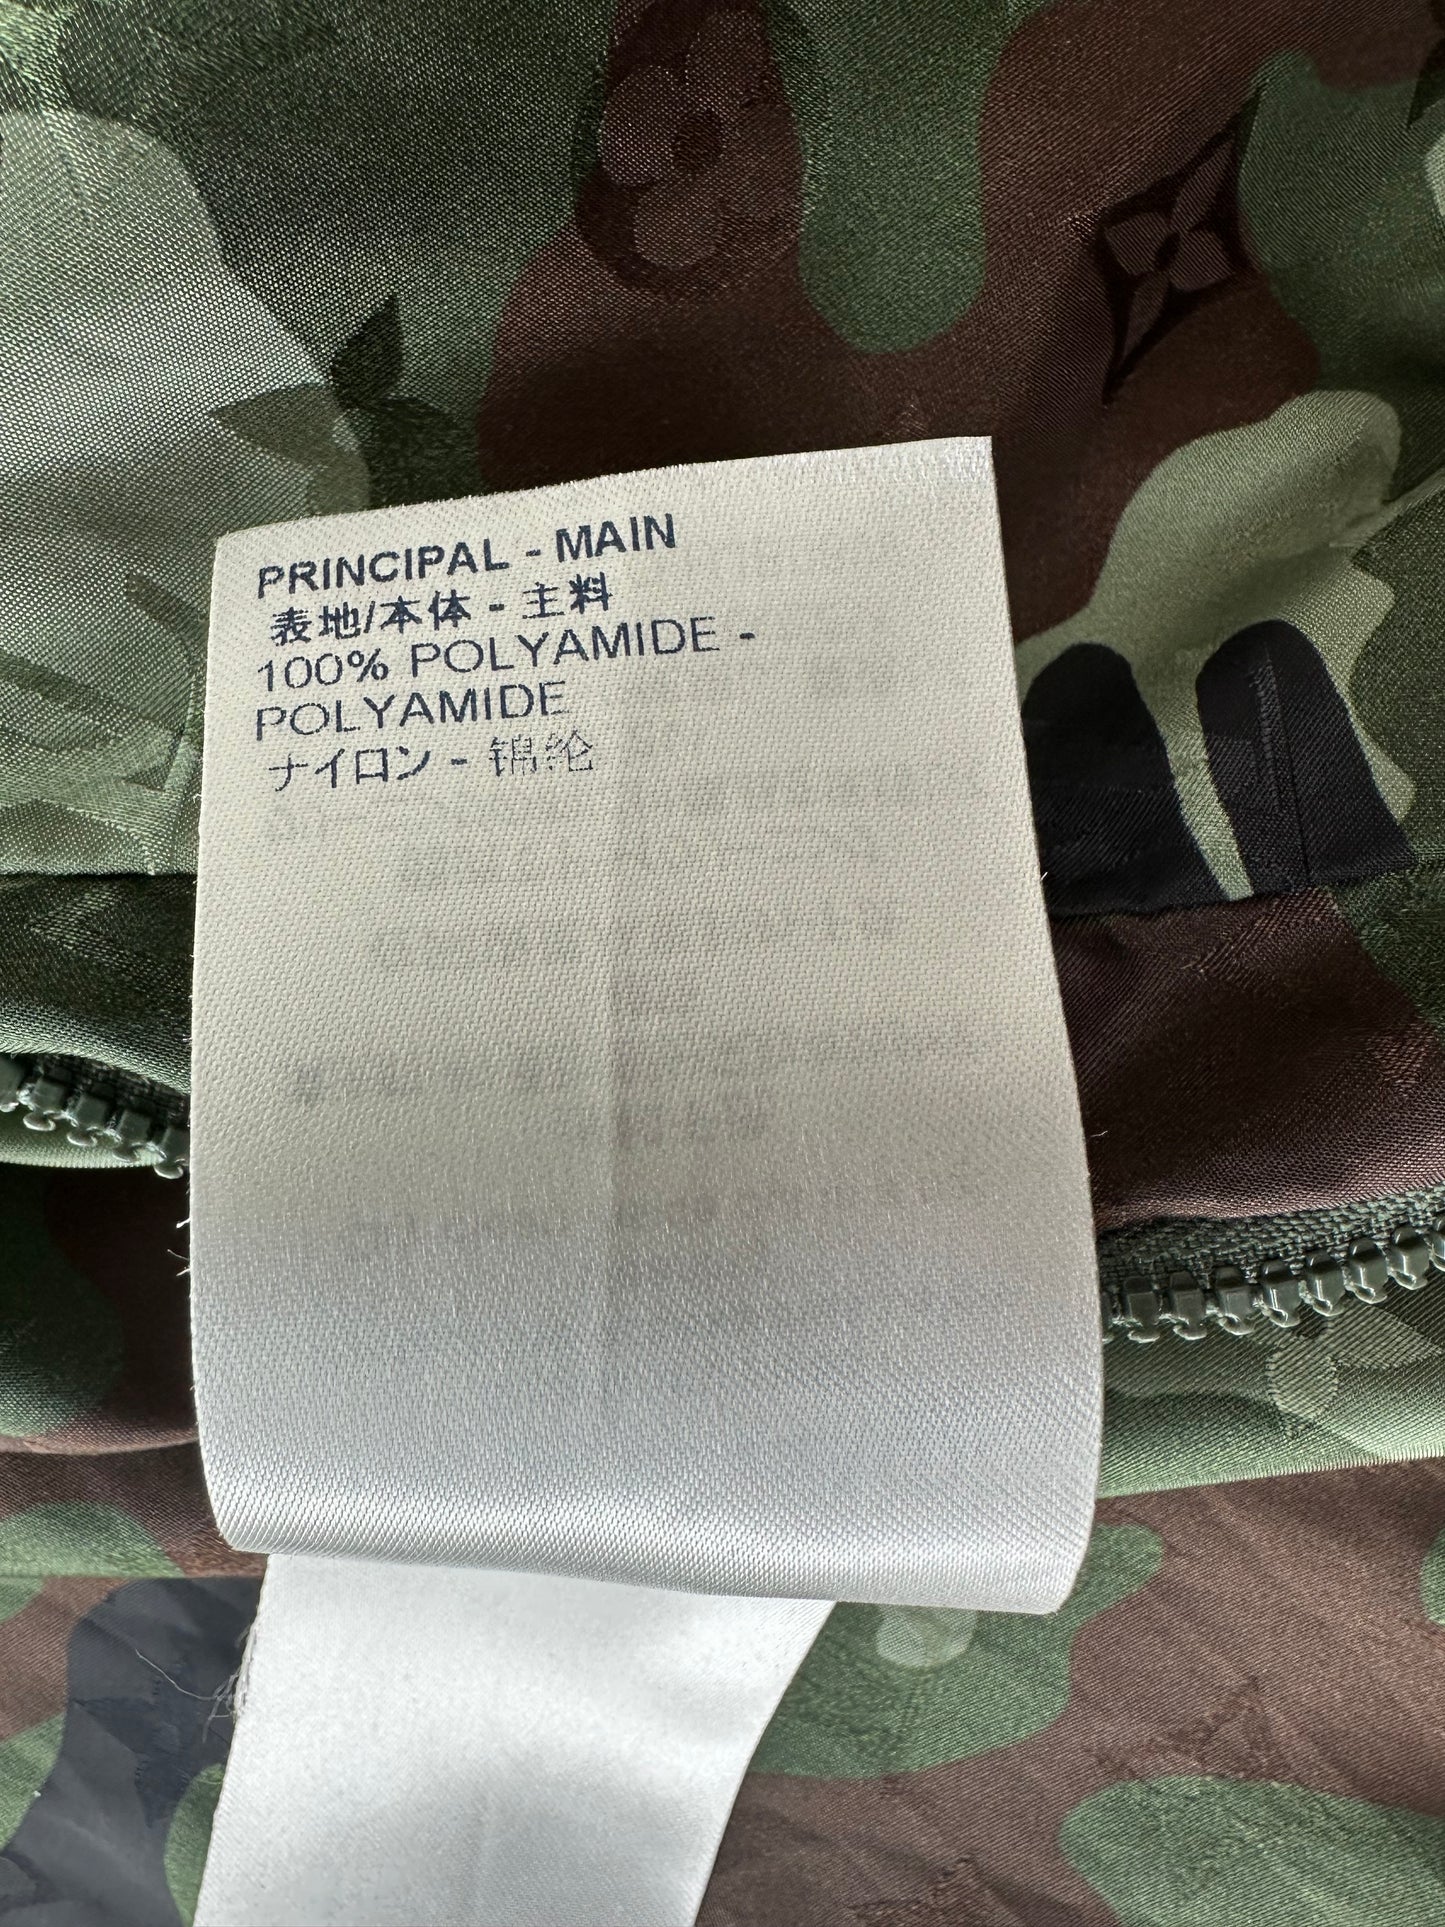 PRINCIPAL - MAIN
表地/本体 - 主料
100% POLYAMIDE -
POLYAMIDE
ナイロン - 锦纶